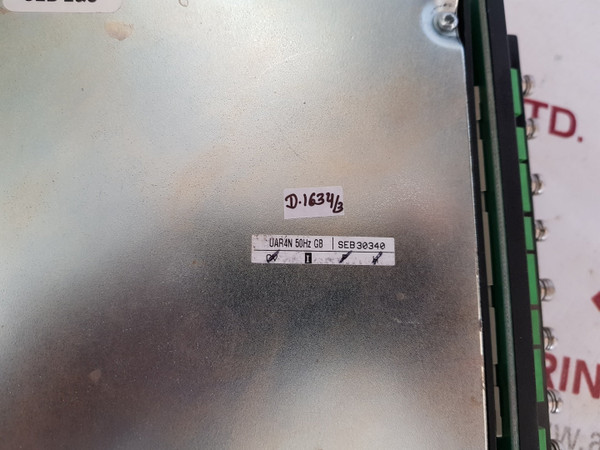 TD.
D.1634/3
UAR4N 50Hz GB SEB30340
I
RIN